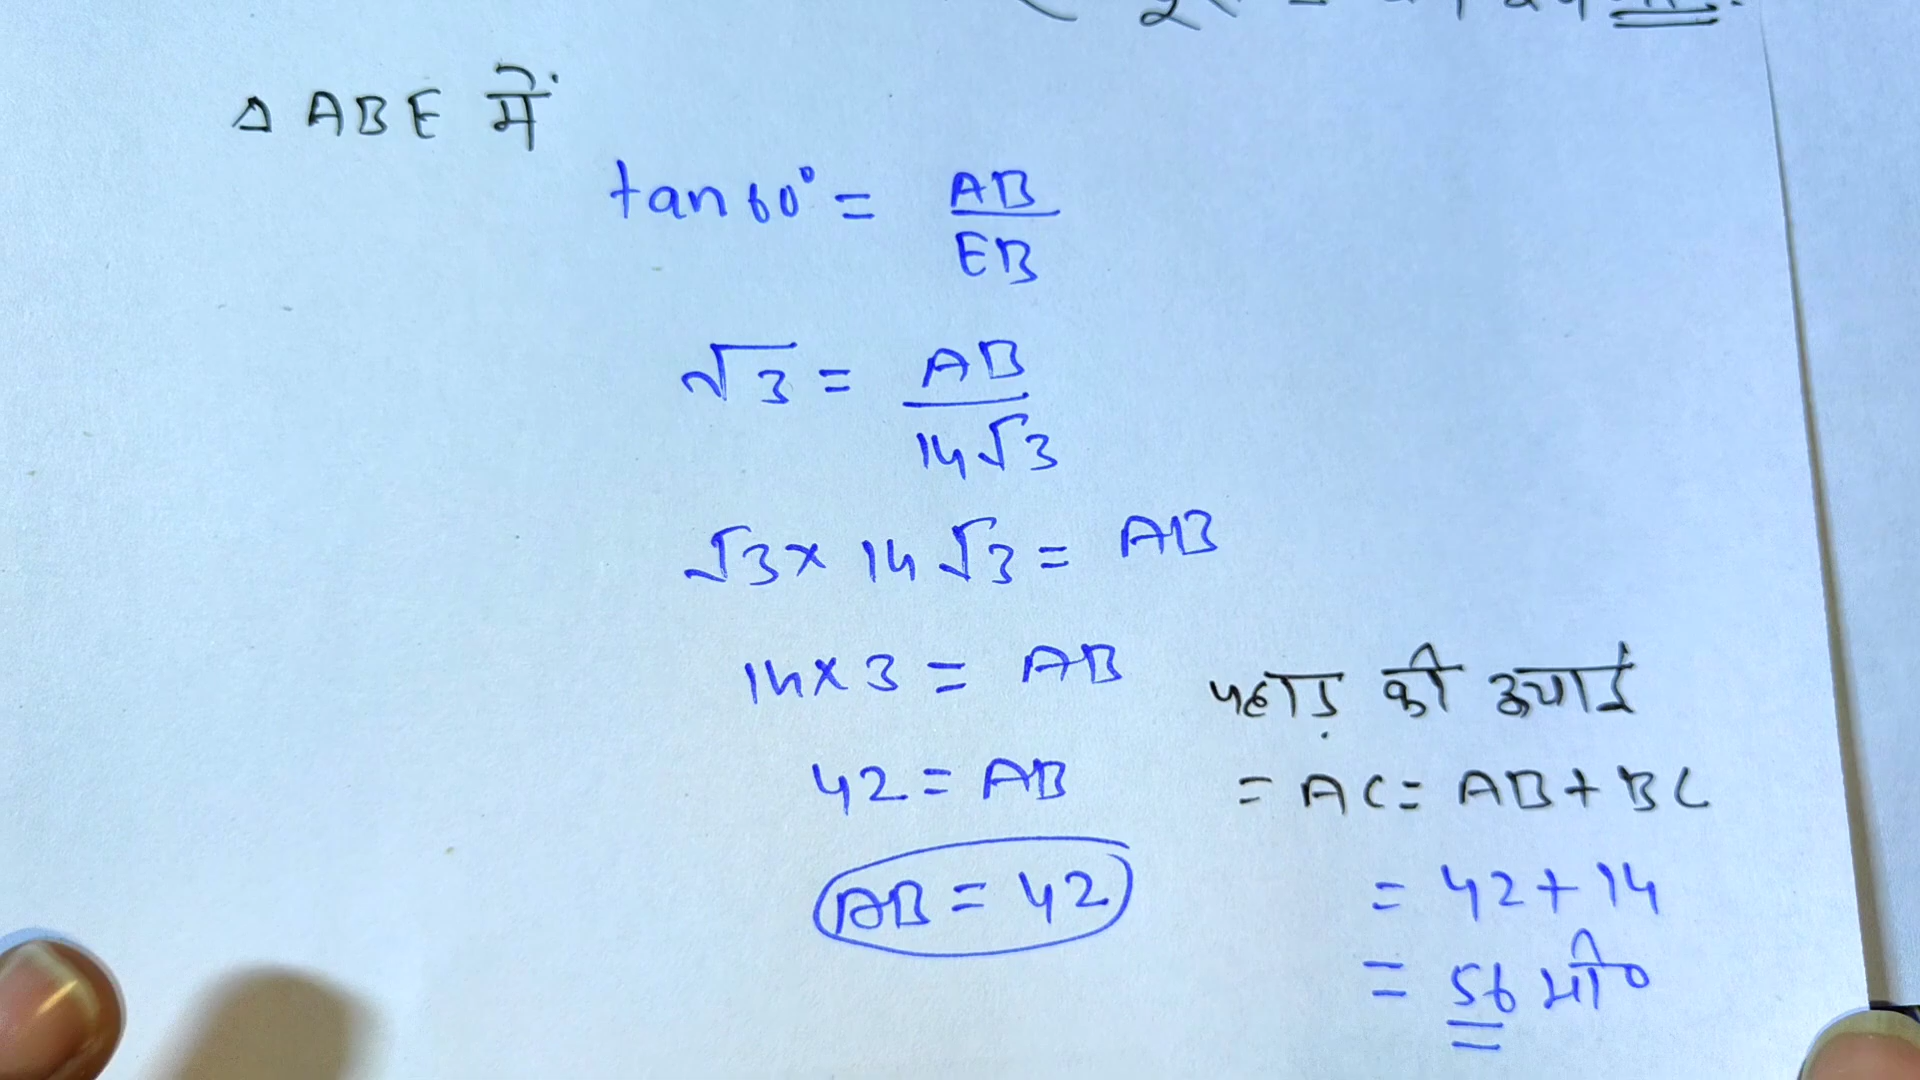 △ ABE में
tan 60° = AB/EB
√3 = AB/14√3
√3 × 14√3 = AB
14×3 = AB
42 = AB
AB = 42
पहाड़ की ऊचाई
= AC = AB + BC
= 42 + 14
= 56 मी०